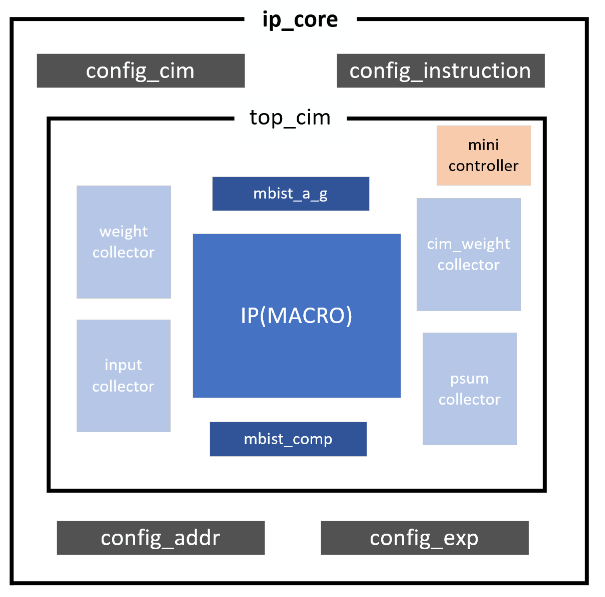 ip_core
config_cim
config_instruction
top_cim
mini
controller
mbist_a_g
weight
collector
cim_weight
collector
IP(MACRO)
input
collector
psum
collector
mbist_comp
config_addr
config_exp